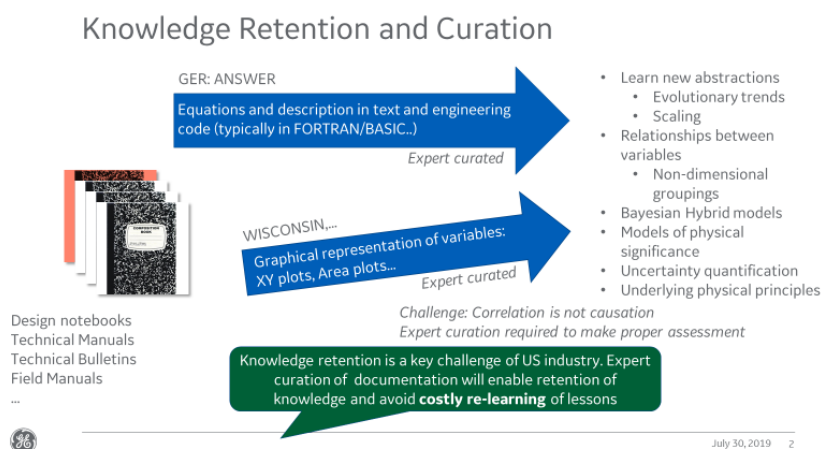 Knowledge Retention and Curation
GER: ANSWER
Equations and description in text and engineering
code (typically in FORTRAN/BASIC..)
Expert curated
WISCONSIN,...
Graphical representation of variables:
XY plots, Area plots...
Expert curated
• Learn new abstractions
• Evolutionary trends
• Scaling
• Relationships between
variables
• Non-dimensional
groupings
• Bayesian Hybrid models
• Models of physical
significance
• Uncertainty quantification
• Underlying physical principles
COMPOSITION
BOOK
Design notebooks
Technical Manuals
Technical Bulletins
Field Manuals
...
Challenge: Correlation is not causation
Expert curation required to make proper assessment
Knowledge retention is a key challenge of US industry. Expert
curation of documentation will enable retention of
knowledge and avoid costly re-learning of lessons
GE
July 30, 2019 2